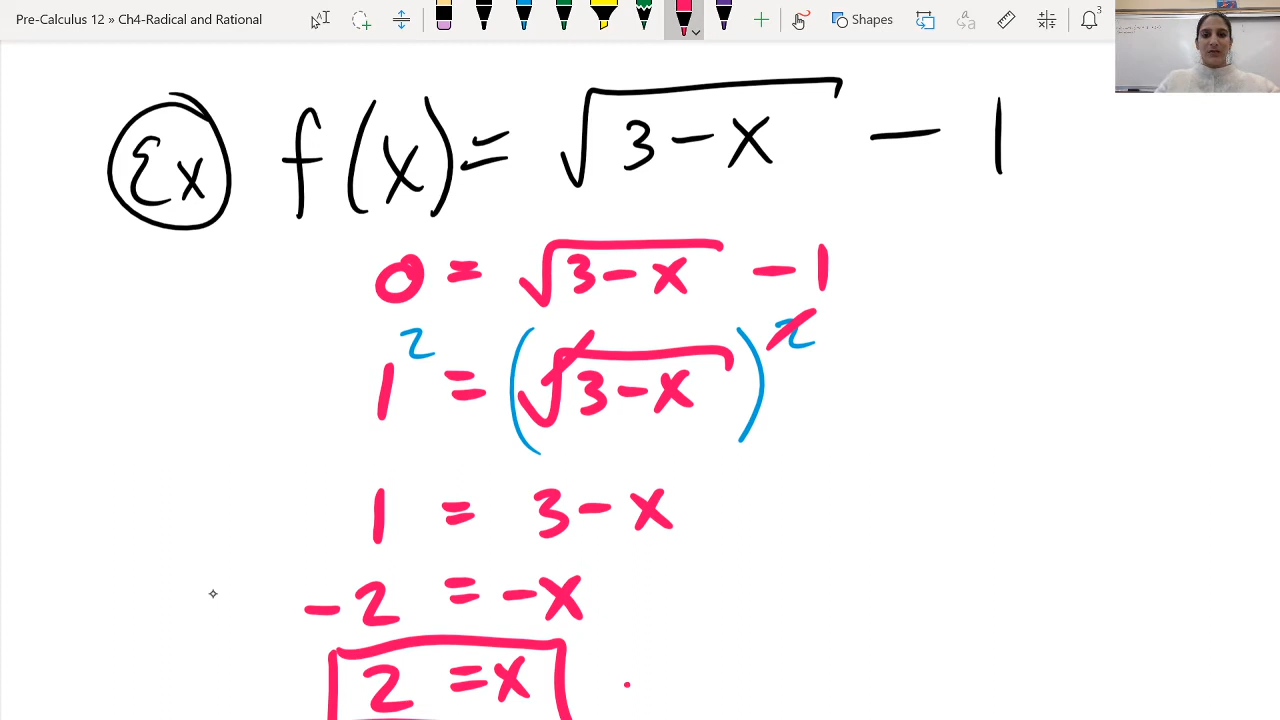 Pre-Calculus 12 » Ch4-Radical and Rational
Shapes
3
Ex f(x) = √(3-x) - 1
0 = √(3-x) - 1
1² = (√(3-x))²
1 = 3-x
-2 = -x
2 = x